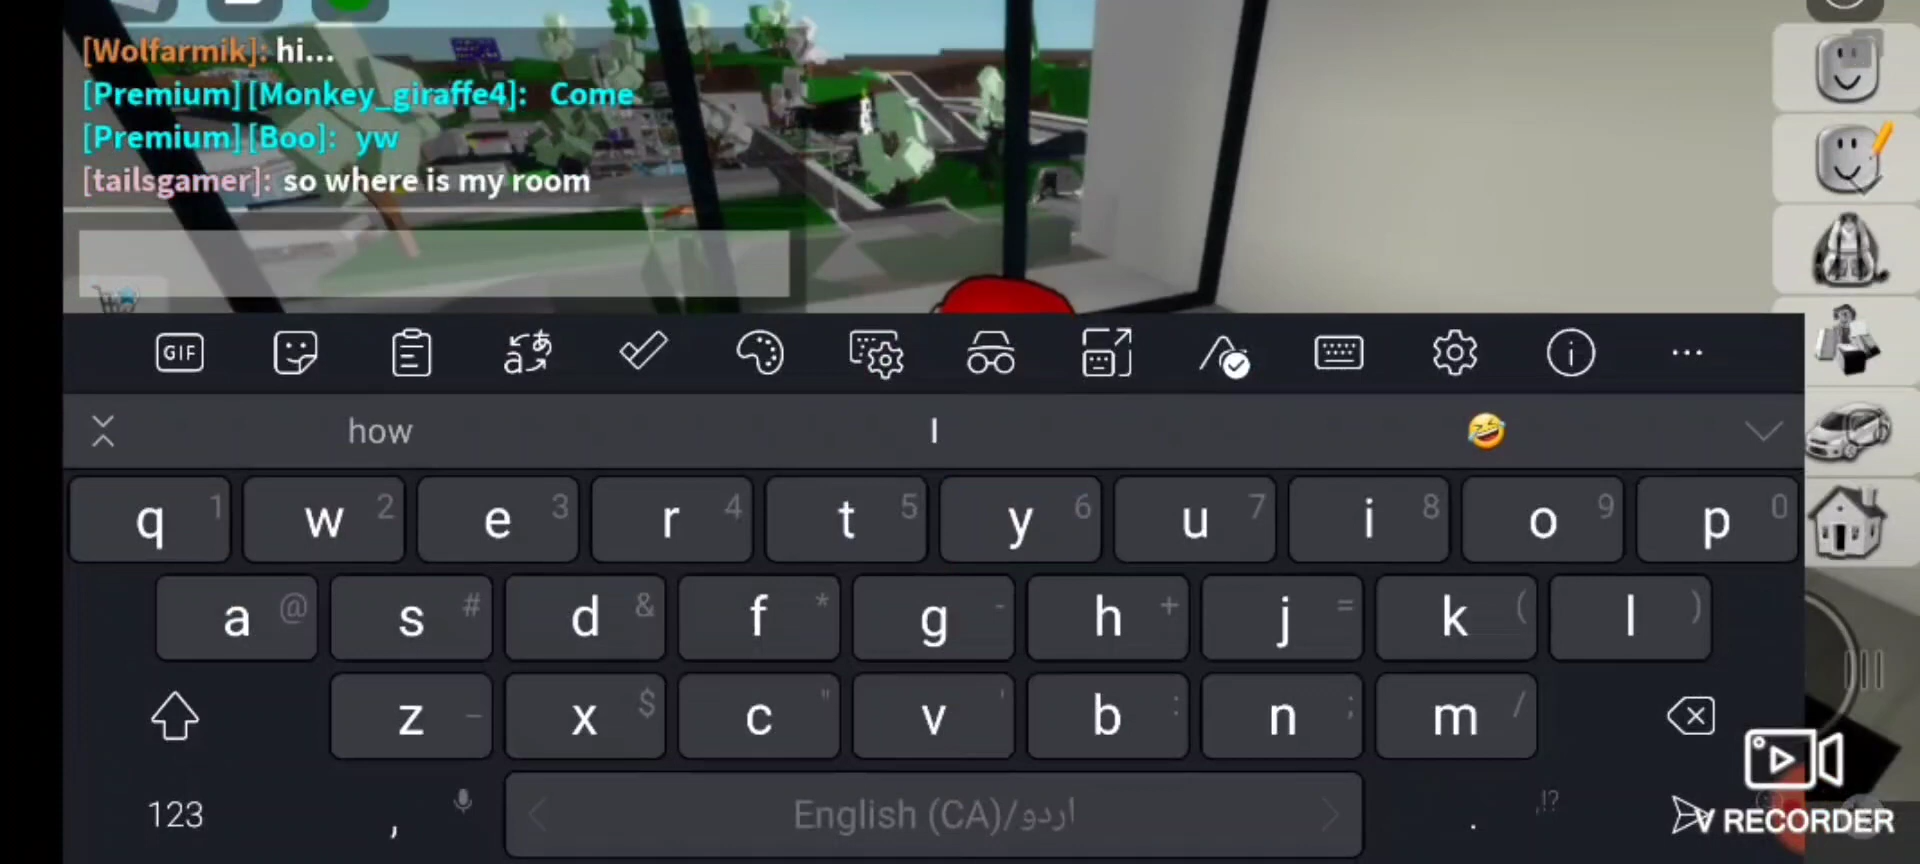 [Wolfarmik]: hi...
[Premium][Monkey_giraffe4]: Come
[Premium][Boo]: yw
[tailsgamer]: so where is my room
GIF
how I 🤣
q 1 w 2 e 3 r 4 t 5 y 6 u 7 i 8 o 9 p 0
a @ s # d & f * g - h + j = k ( l )
z _ x $ c " v ' b : n ; m /
123 , English (CA)/اردو . ,!?
V RECORDER